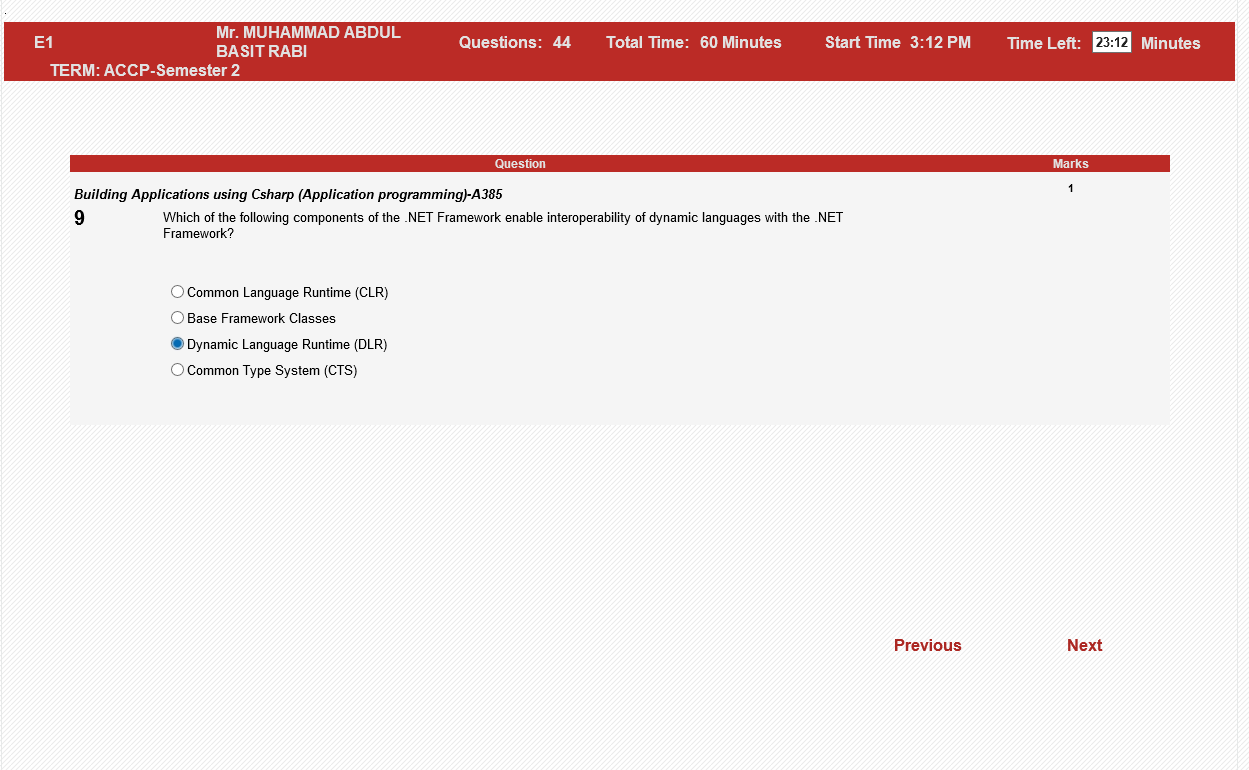 .
E1
Mr. MUHAMMAD ABDUL
BASIT RABI
Questions: 44
Total Time: 60 Minutes
Start Time 3:12 PM
Time Left: 23:12 Minutes
TERM: ACCP-Semester 2
Question
Marks
Building Applications using Csharp (Application programming)-A385
1
9
Which of the following components of the .NET Framework enable interoperability of dynamic languages with the .NET
Framework?
Common Language Runtime (CLR)
Base Framework Classes
Dynamic Language Runtime (DLR)
Common Type System (CTS)
Previous
Next